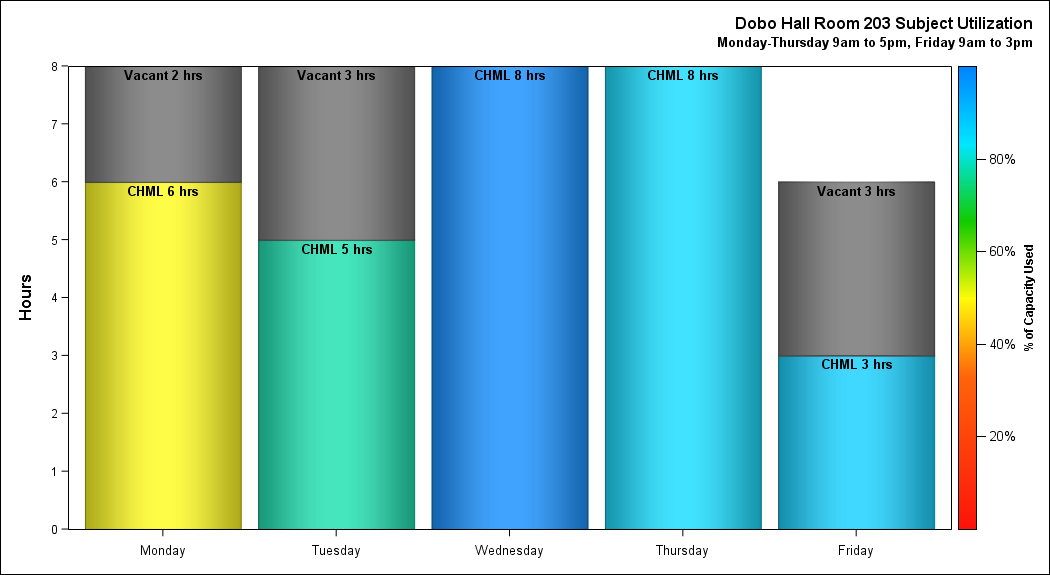 Dobo Hall Room 203 Subject Utilization
Monday-Thursday 9am to 5pm, Friday 9am to 3pm
8
7
6
5
4
3
2
1
0
Hours
Vacant 2 hrs
CHML 6 hrs
Vacant 3 hrs
CHML 5 hrs
CHML 8 hrs
CHML 8 hrs
Vacant 3 hrs
CHML 3 hrs
Monday
Tuesday
Wednesday
Thursday
Friday
80%
60%
40%
20%
% of Capacity Used